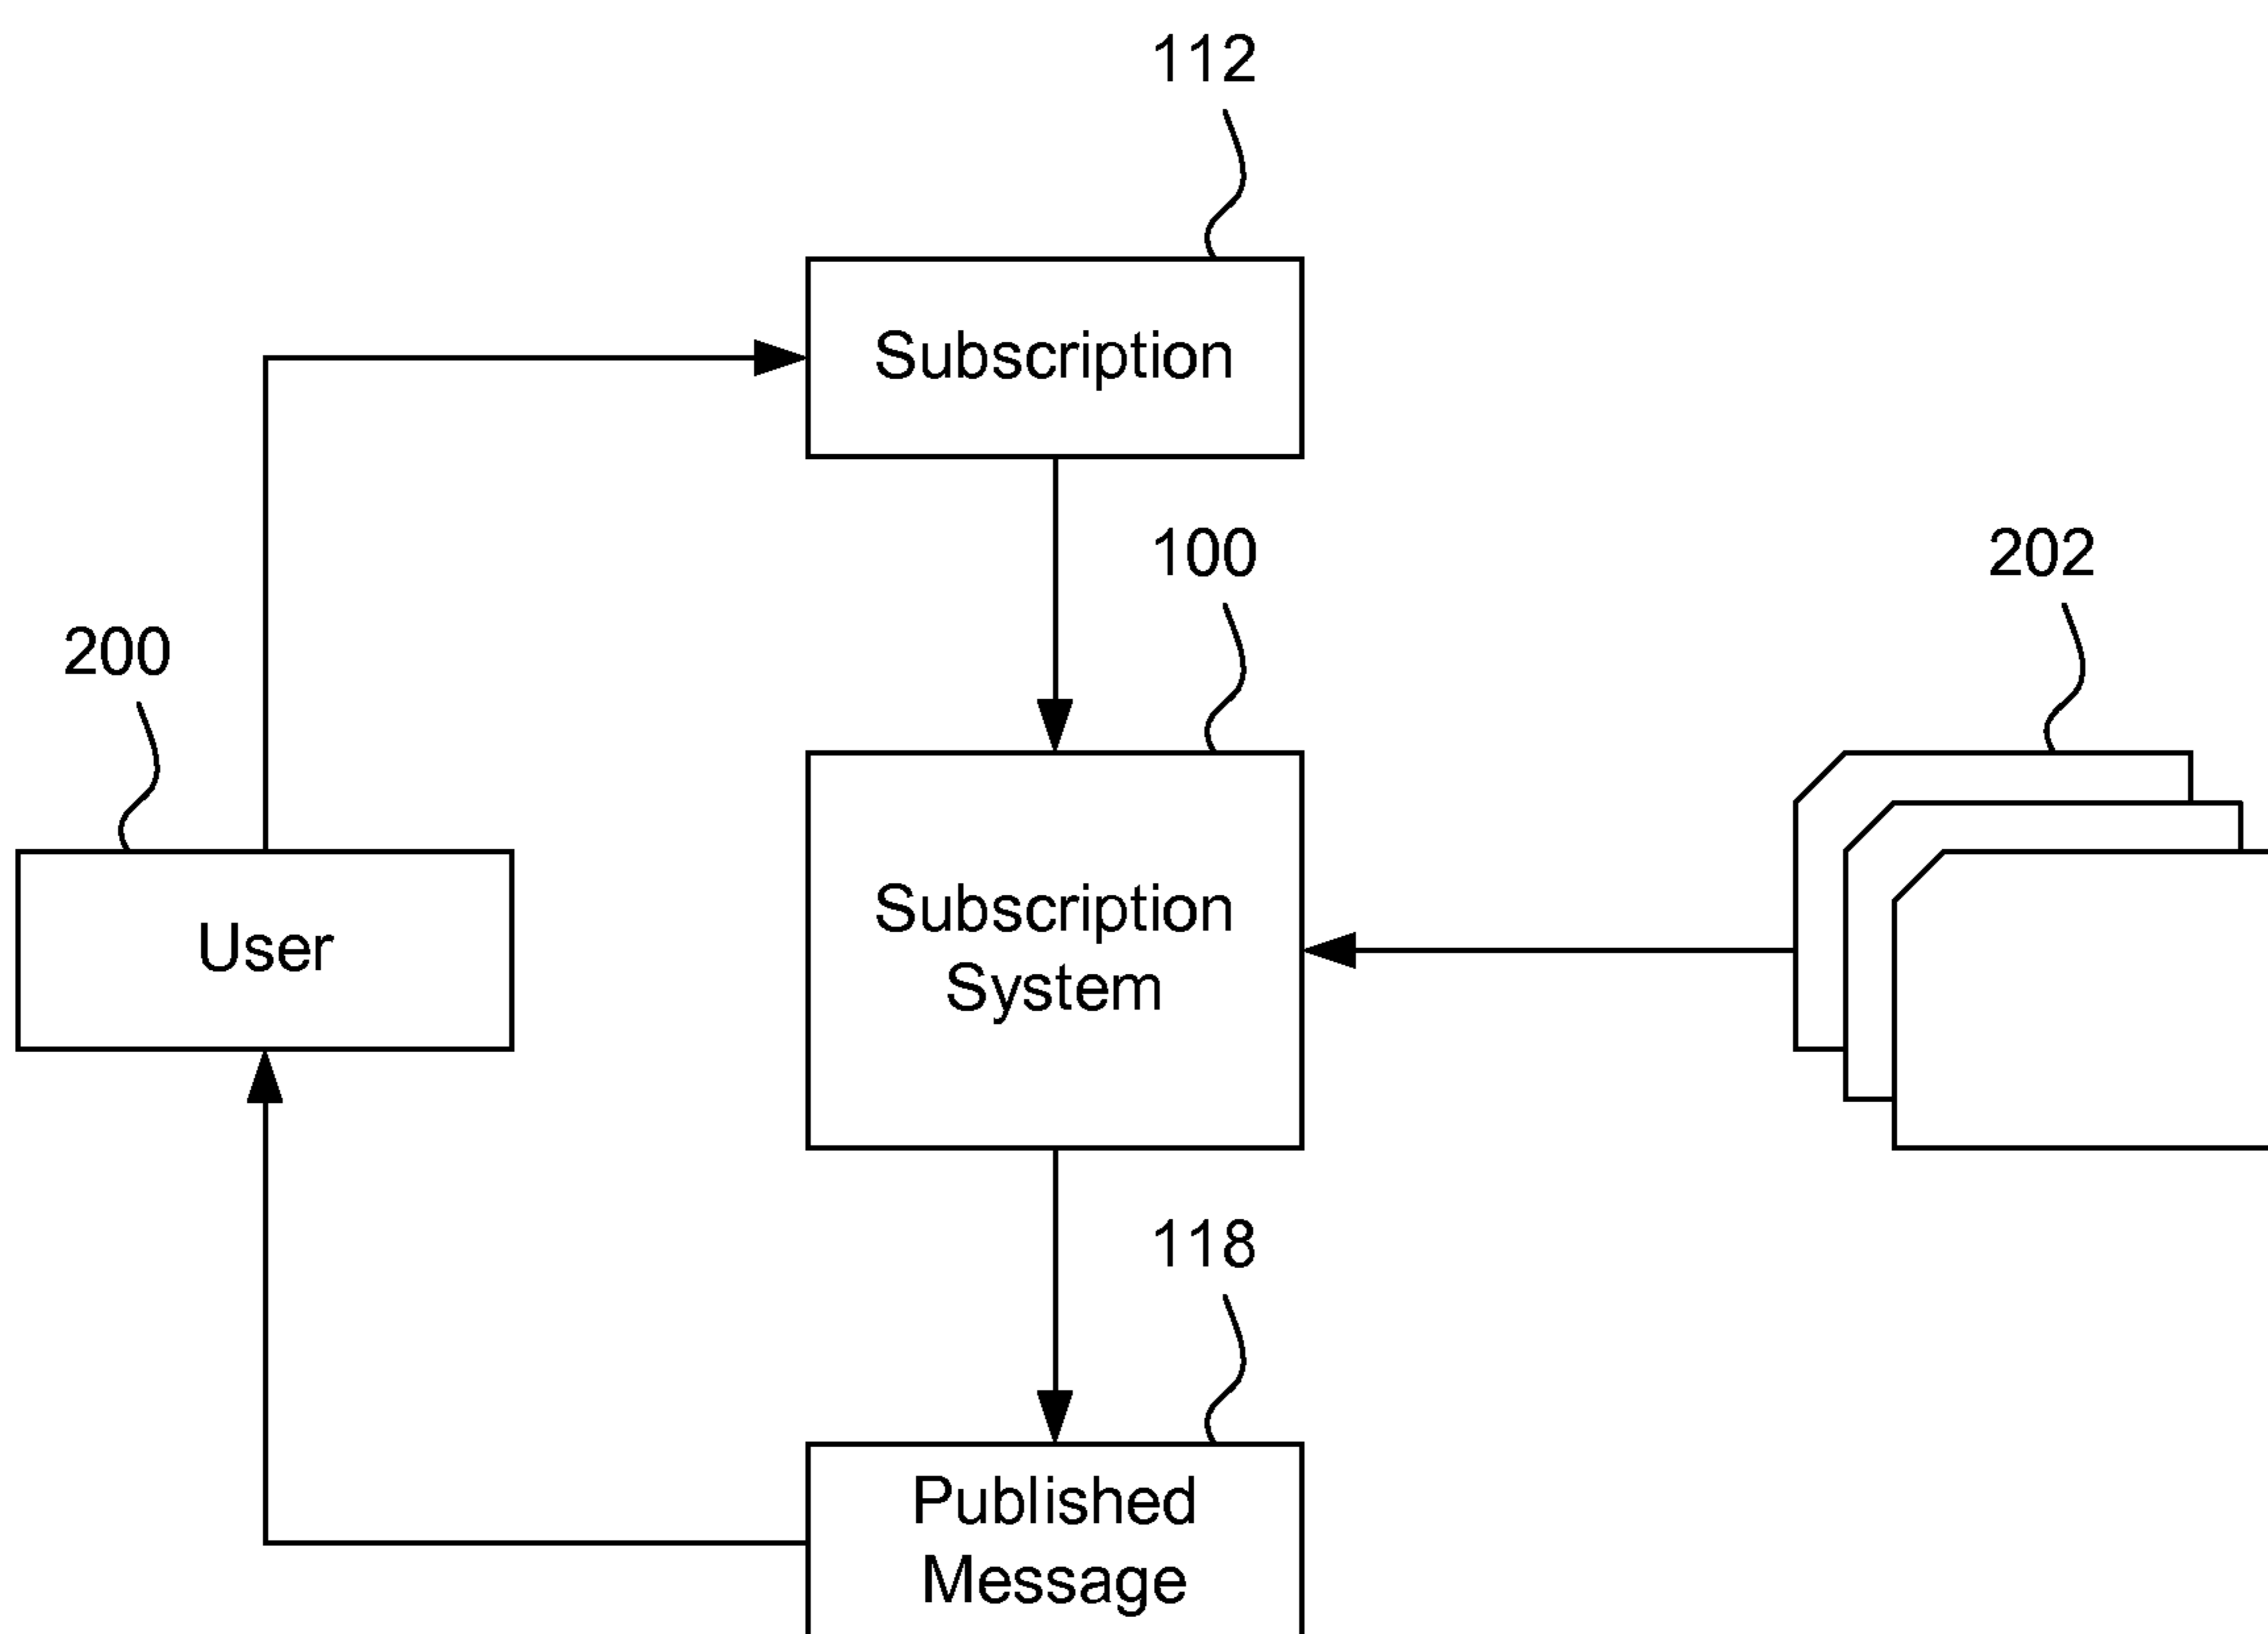 112
Subscription
100
202
200
Subscription
System
User
118
Published
Message